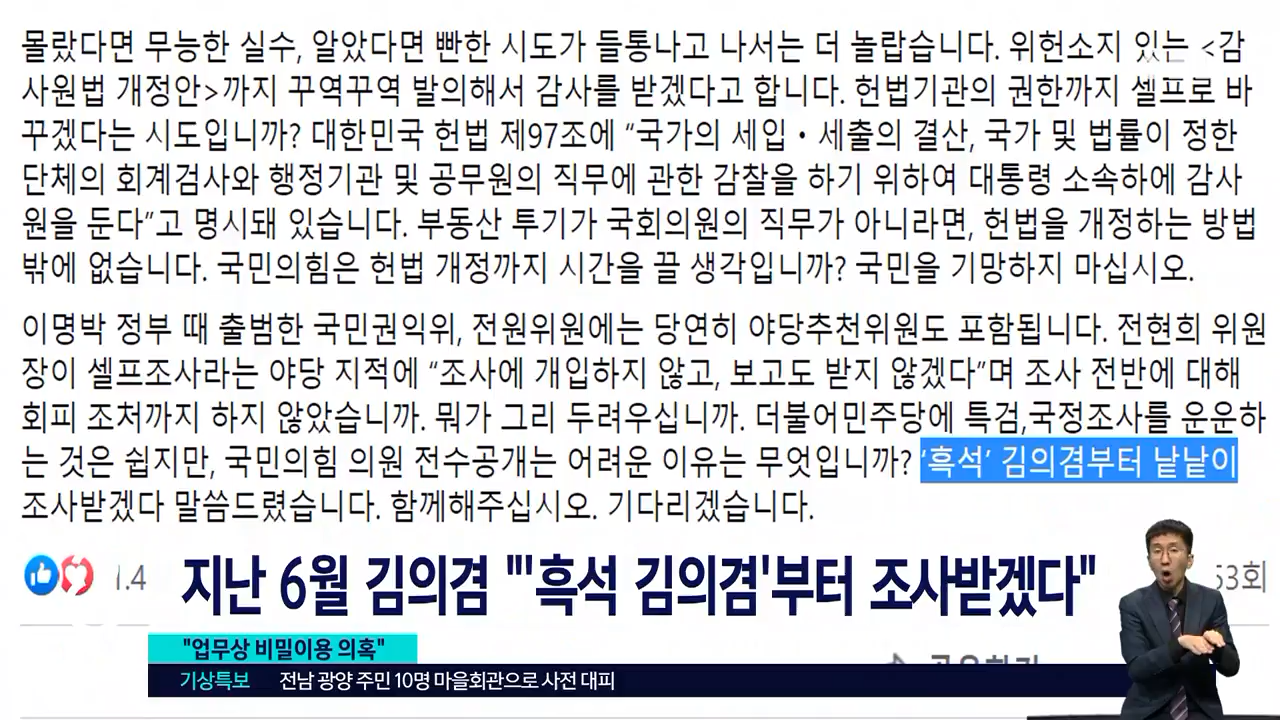 몰랐다면 무능한 실수, 알았다면 빤한 시도가 들통나고 나서는 더 놀랍습니다. 위헌소지 있는 <감
사원법 개정안>까지 꾸역꾸역 발의해서 감사를 받겠다고 합니다. 헌법기관의 권한까지 셀프로 바
꾸겠다는 시도입니까? 대한민국 헌법 제97조에 “국가의 세입・세출의 결산, 국가 및 법률이 정한
단체의 회계검사와 행정기관 및 공무원의 직무에 관한 감찰을 하기 위하여 대통령 소속하에 감사
원을 둔다”고 명시돼 있습니다. 부동산 투기가 국회의원의 직무가 아니라면, 헌법을 개정하는 방법
밖에 없습니다. 국민의힘은 헌법 개정까지 시간을 끌 생각입니까? 국민을 기망하지 마십시오.
이명박 정부 때 출범한 국민권익위, 전원위원에는 당연히 야당추천위원도 포함됩니다. 전현희 위원
장이 셀프조사라는 야당 지적에 “조사에 개입하지 않고, 보고도 받지 않겠다”며 조사 전반에 대해
회피 조처까지 하지 않았습니까. 뭐가 그리 두려우십니까. 더불어민주당에 특검,국정조사를 운운하
는 것은 쉽지만, 국민의힘 의원 전수공개는 어려운 이유는 무엇입니까? ‘흑석’ 김의겸부터 낱낱이
조사받겠다 말씀드렸습니다. 함께해주십시오. 기다리겠습니다.
1.4
53회
지난 6월 김의겸 "'흑석 김의겸'부터 조사받겠다"
"업무상 비밀이용 의혹"
기상특보 전남 광양 주민 10명 마을회관으로 사전 대피